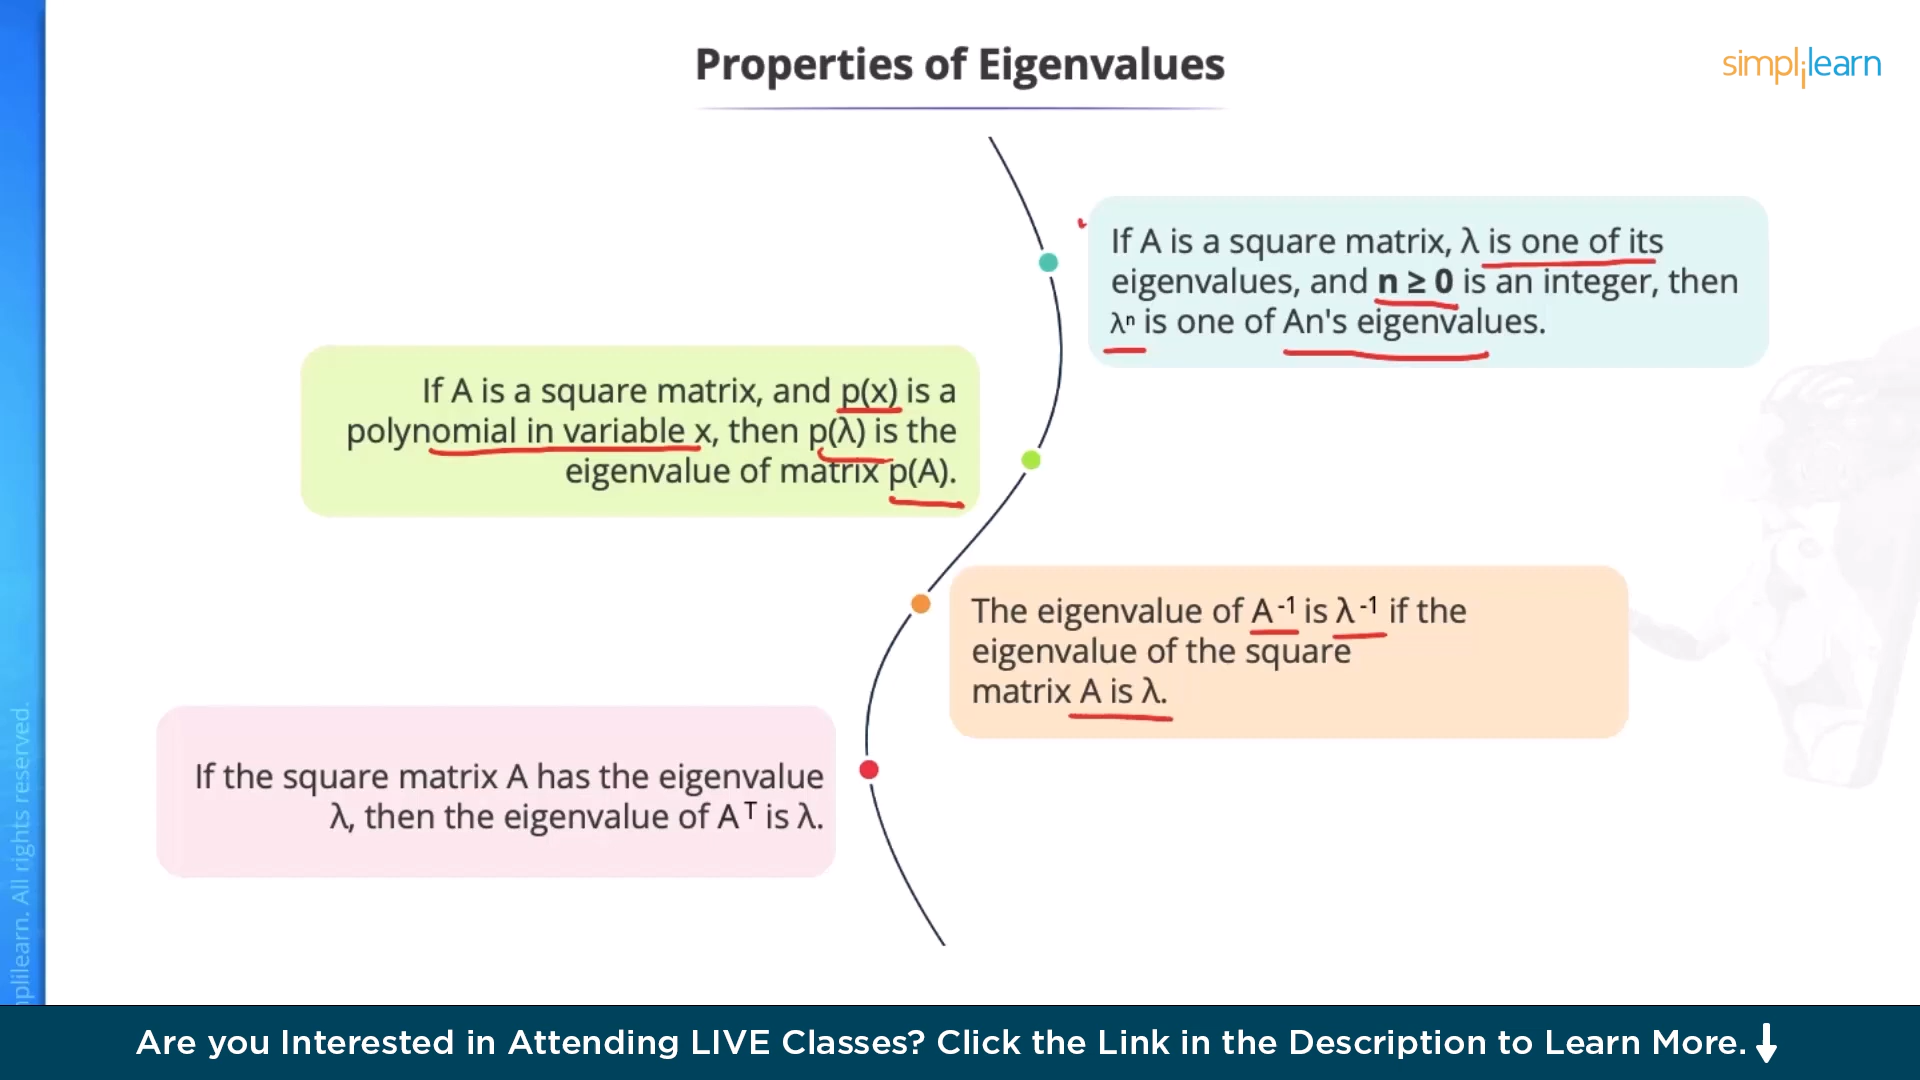 Properties of Eigenvalues
simplilearn
If A is a square matrix, λ is one of its
eigenvalues, and n ≥ 0 is an integer, then
λⁿ is one of An's eigenvalues.
If A is a square matrix, and p(x) is a
polynomial in variable x, then p(λ) is the
eigenvalue of matrix p(A).
The eigenvalue of A⁻¹ is λ⁻¹ if the
eigenvalue of the square
matrix A is λ.
If the square matrix A has the eigenvalue
λ, then the eigenvalue of Aᵀ is λ.
plilearn. All rights reserved.
Are you Interested in Attending LIVE Classes? Click the Link in the Description to Learn More.